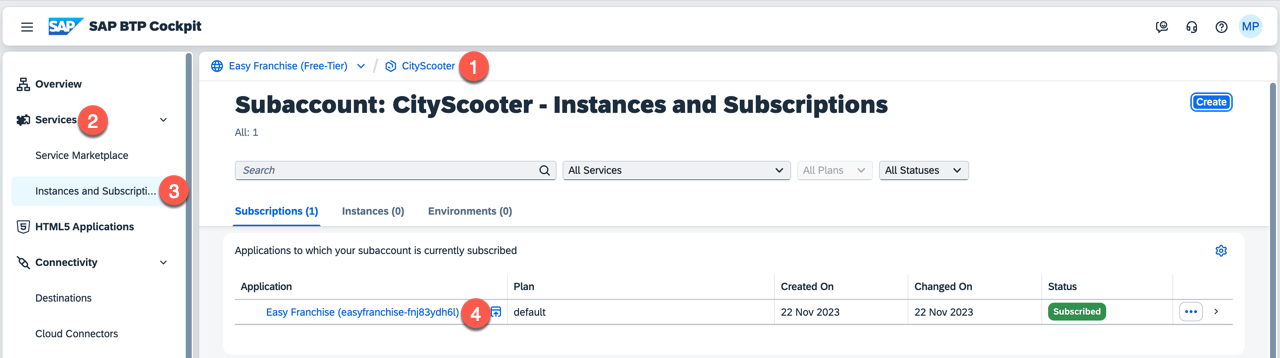 SAP SAP BTP Cockpit MP
Easy Franchise (Free-Tier) / CityScooter 1
Overview
Subaccount: CityScooter - Instances and Subscriptions
Create
Services 2
All: 1
Service Marketplace
Search
All Services
All Plans
All Statuses
Instances and Subscripti... 3
Subscriptions (1) Instances (0) Environments (0)
HTML5 Applications
Applications to which your subaccount is currently subscribed
Connectivity
Application Plan Created On Changed On Status
Destinations
Easy Franchise (easyfranchise-fnj83ydh6l) 4 default 22 Nov 2023 22 Nov 2023 Subscribed
Cloud Connectors